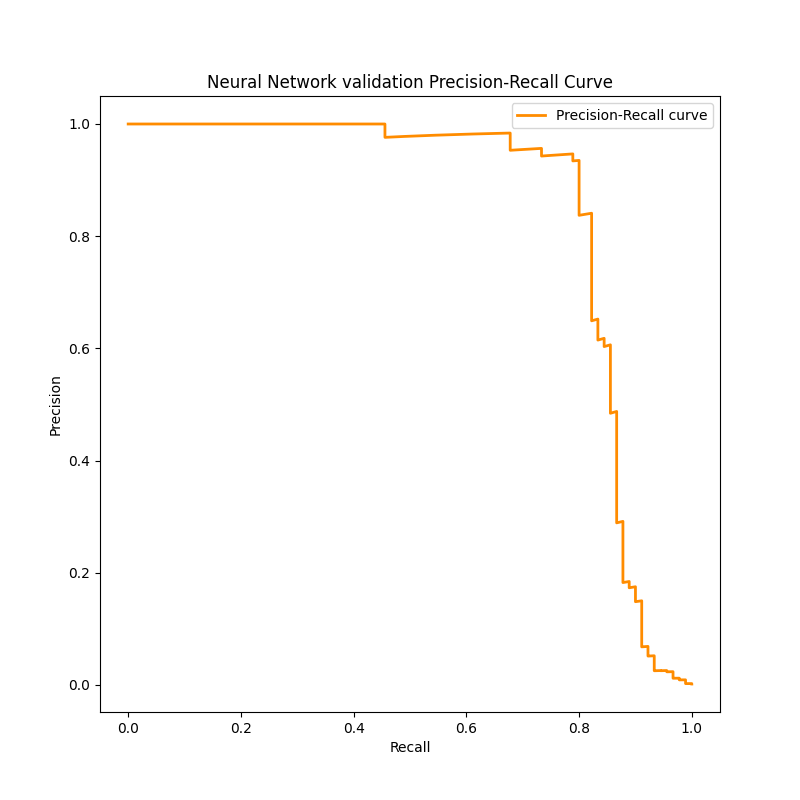 Neural Network validation Precision-Recall Curve
Precision-Recall curve
1.0
0.8
0.6
0.4
0.2
0.0
Precision
0.0 0.2 0.4 0.6 0.8 1.0
Recall